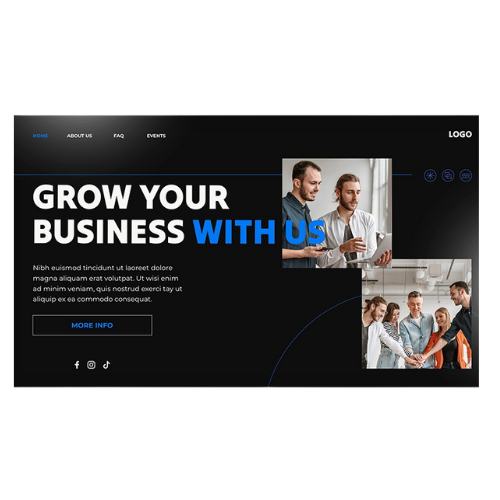 HOME ABOUT US FAQ EVENTS LOGO
GROW YOUR
BUSINESS WITH US
Nibh euismod tincidunt ut laoreet dolore
magna aliquam erat volutpat. Ut wisi enim
ad minim veniam, quis nostrud exerci tay ut
aliquip ex ea commodo consequat.
MORE INFO